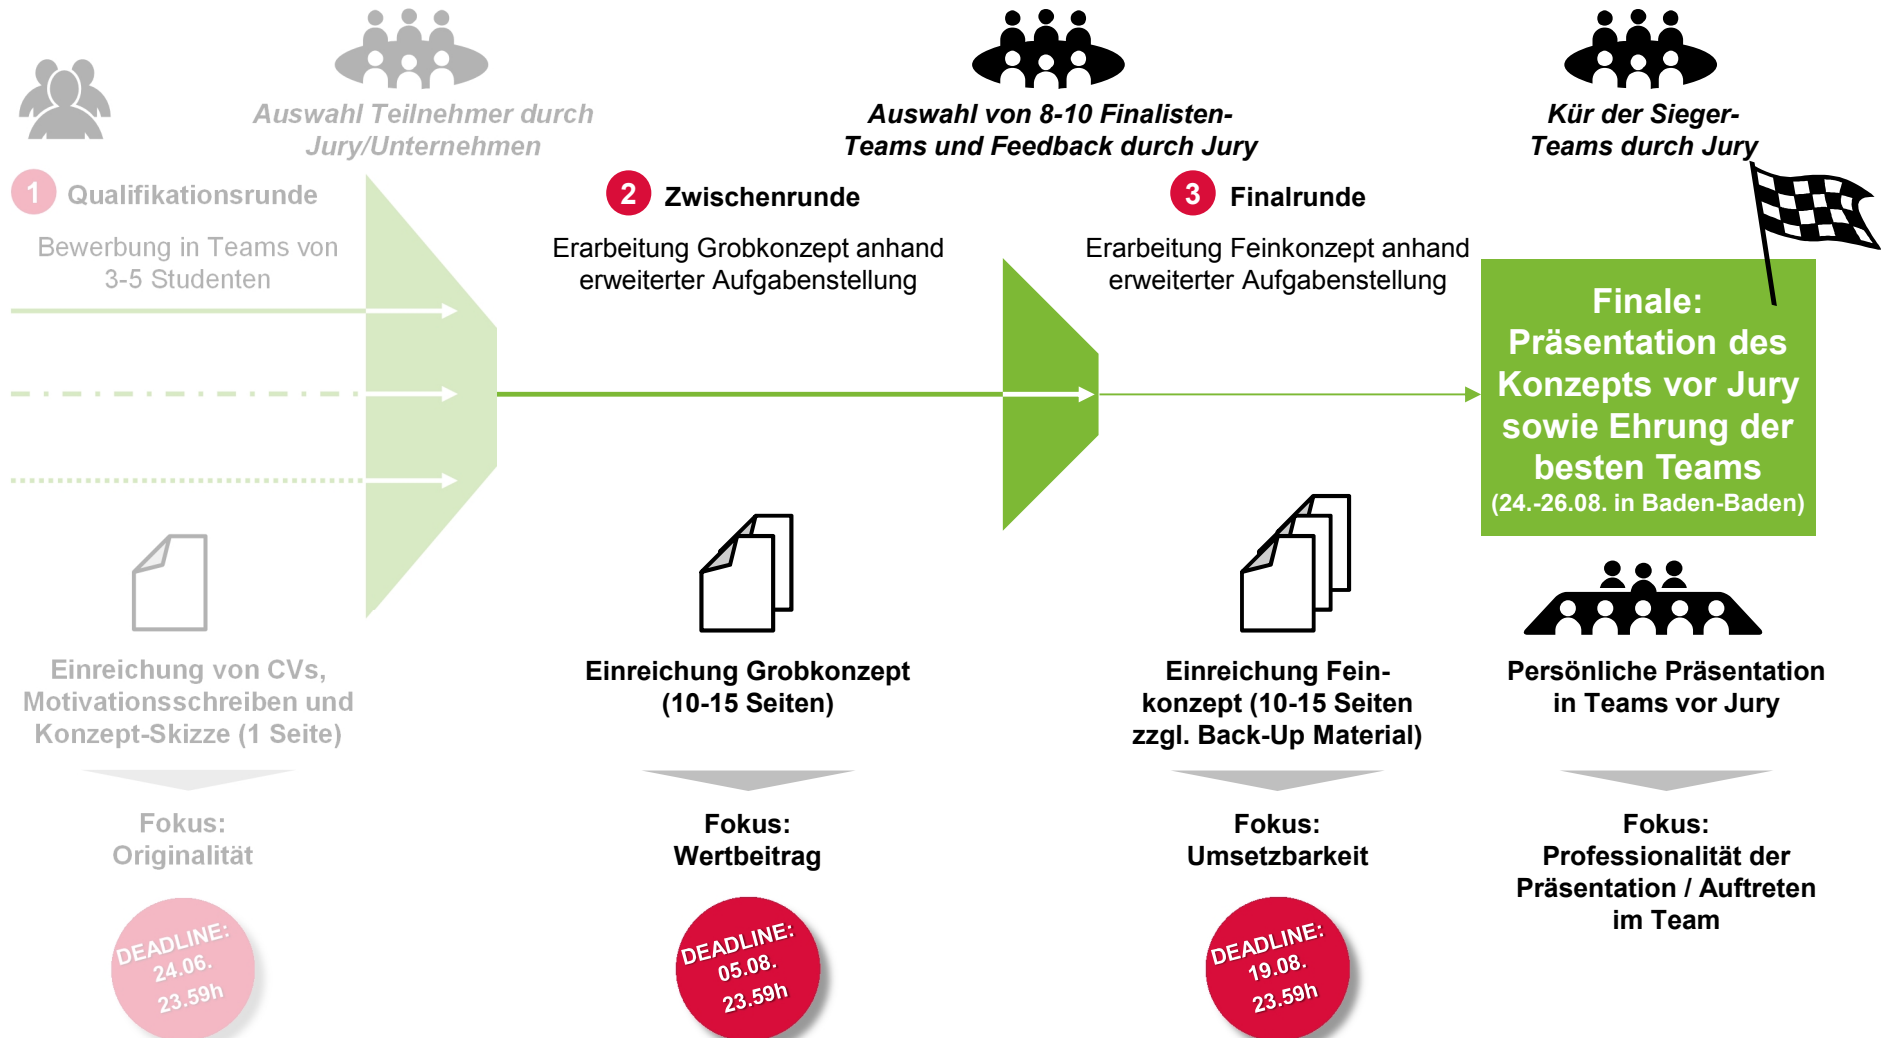 Auswahl Teilnehmer durch
Jury/Unternehmen
Auswahl von 8-10 Finalisten-
Teams und Feedback durch Jury
Kür der Sieger-
Teams durch Jury
1 Qualifikationsrunde
Bewerbung in Teams von
3-5 Studenten
2 Zwischenrunde
Erarbeitung Grobkonzept anhand
erweiterter Aufgabenstellung
3 Finalrunde
Erarbeitung Feinkonzept anhand
erweiterter Aufgabenstellung
Finale:
Präsentation des
Konzepts vor Jury
sowie Ehrung der
besten Teams
(24.-26.08. in Baden-Baden)
Einreichung von CVs,
Motivationsschreiben und
Konzept-Skizze (1 Seite)
Einreichung Grobkonzept
(10-15 Seiten)
Einreichung Fein-
konzept (10-15 Seiten
zzgl. Back-Up Material)
Persönliche Präsentation
in Teams vor Jury
Fokus:
Originalität
Fokus:
Wertbeitrag
Fokus:
Umsetzbarkeit
Fokus:
Professionalität der
Präsentation / Auftreten
im Team
DEADLINE:
24.06.
23.59h
DEADLINE:
05.08.
23.59h
DEADLINE:
19.08.
23.59h